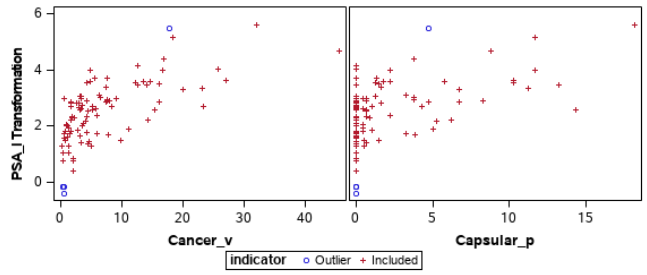 6
4
2
0
PSA_l Transformation
0 10 20 30 40 0 5 10 15
Cancer_v Capsular_p
indicator Outlier Included